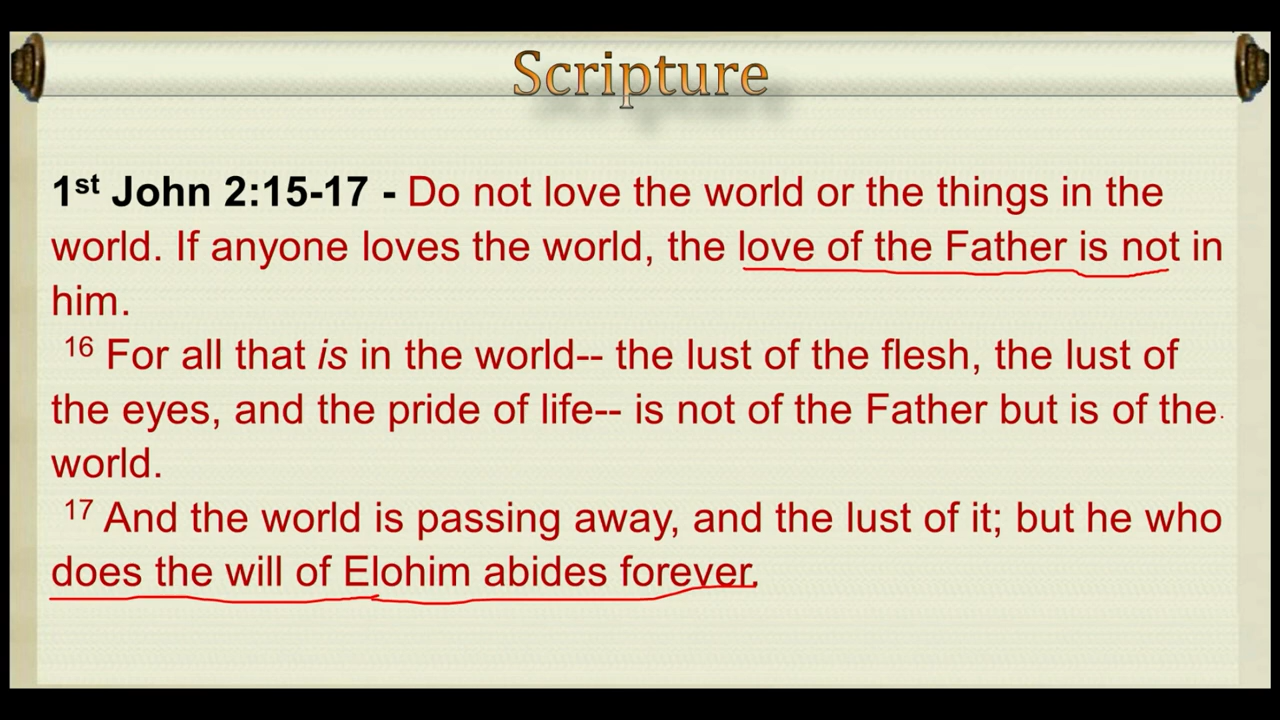 Scripture
1st John 2:15-17 - Do not love the world or the things in the
world. If anyone loves the world, the love of the Father is not in
him.
16 For all that is in the world-- the lust of the flesh, the lust of
the eyes, and the pride of life-- is not of the Father but is of the
world.
17 And the world is passing away, and the lust of it; but he who
does the will of Elohim abides forever.